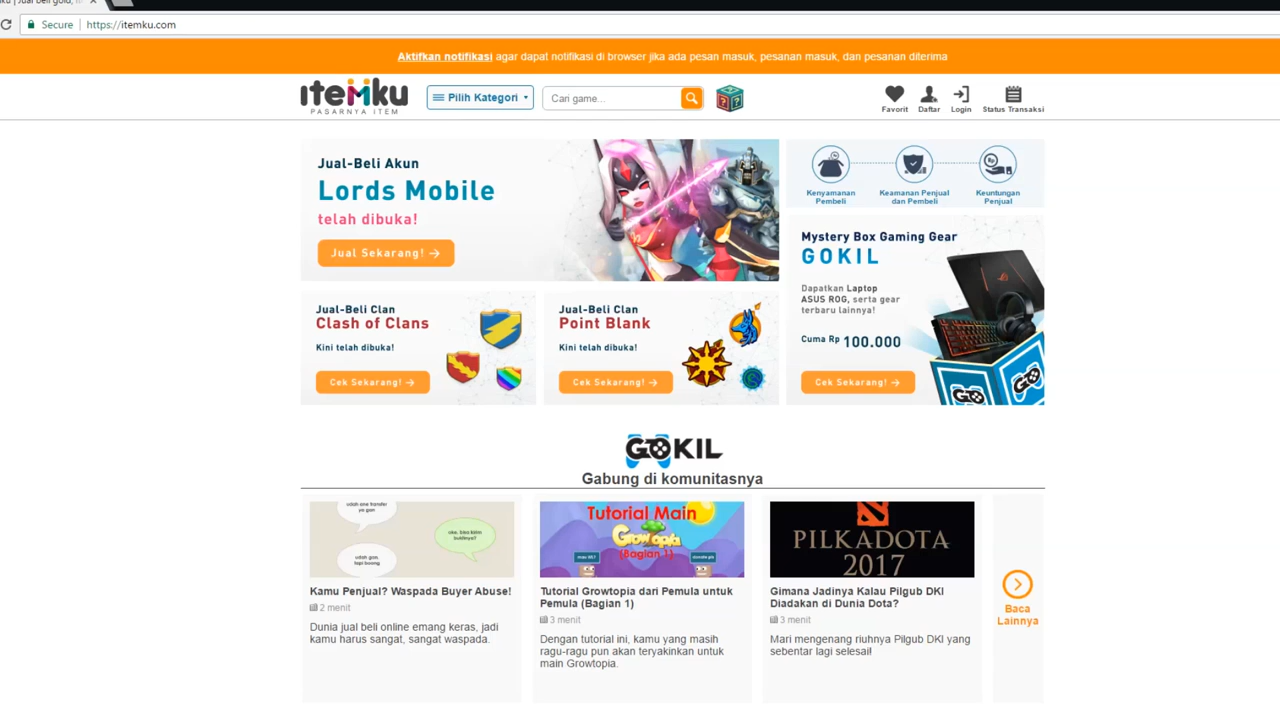 Jual beli gold,
Secure
https://itemku.com
Aktifkan notifikasi agar dapat notifikasi di browser jika ada pesan masuk, pesanan masuk, dan pesanan diterima
itemku
PASARNYA ITEM
Pilih Kategori
Cari game...
Favorit
Daftar
Login
Status Transaksi
Jual-Beli Akun
Lords Mobile
telah dibuka!
Jual Sekarang!
Kenyamanan
Pembeli
Keamanan Penjual
dan Pembeli
Rp
Keuntungan
Penjual
Jual-Beli Clan
Clash of Clans
Kini telah dibuka!
Cek Sekarang!
Jual-Beli Clan
Point Blank
Kini telah dibuka!
Cek Sekarang!
Mystery Box Gaming Gear
GOKIL
Dapatkan Laptop
ASUS ROG, serta gear
terbaru lainnya!
Cuma Rp 100.000
Cek Sekarang!
GOKIL
Gabung di komunitasnya
udah gan,
tapi boong
Kamu Penjual? Waspada Buyer Abuse!
2 menit
Dunia jual beli online emang keras, jadi
kamu harus sangat, sangat waspada.
Tutorial Main
Growtopia
(Bagian 1)
Tutorial Growtopia dari Pemula untuk
Pemula (Bagian 1)
3 menit
Dengan tutorial ini, kamu yang masih
ragu-ragu pun akan teryakinkan untuk
main Growtopia.
PILKADOTA
2017
Gimana Jadinya Kalau Pilgub DKI
Diadakan di Dunia Dota?
3 menit
Mari mengenang riuhnya Pilgub DKI yang
sebentar lagi selesai!
Baca
Lainnya